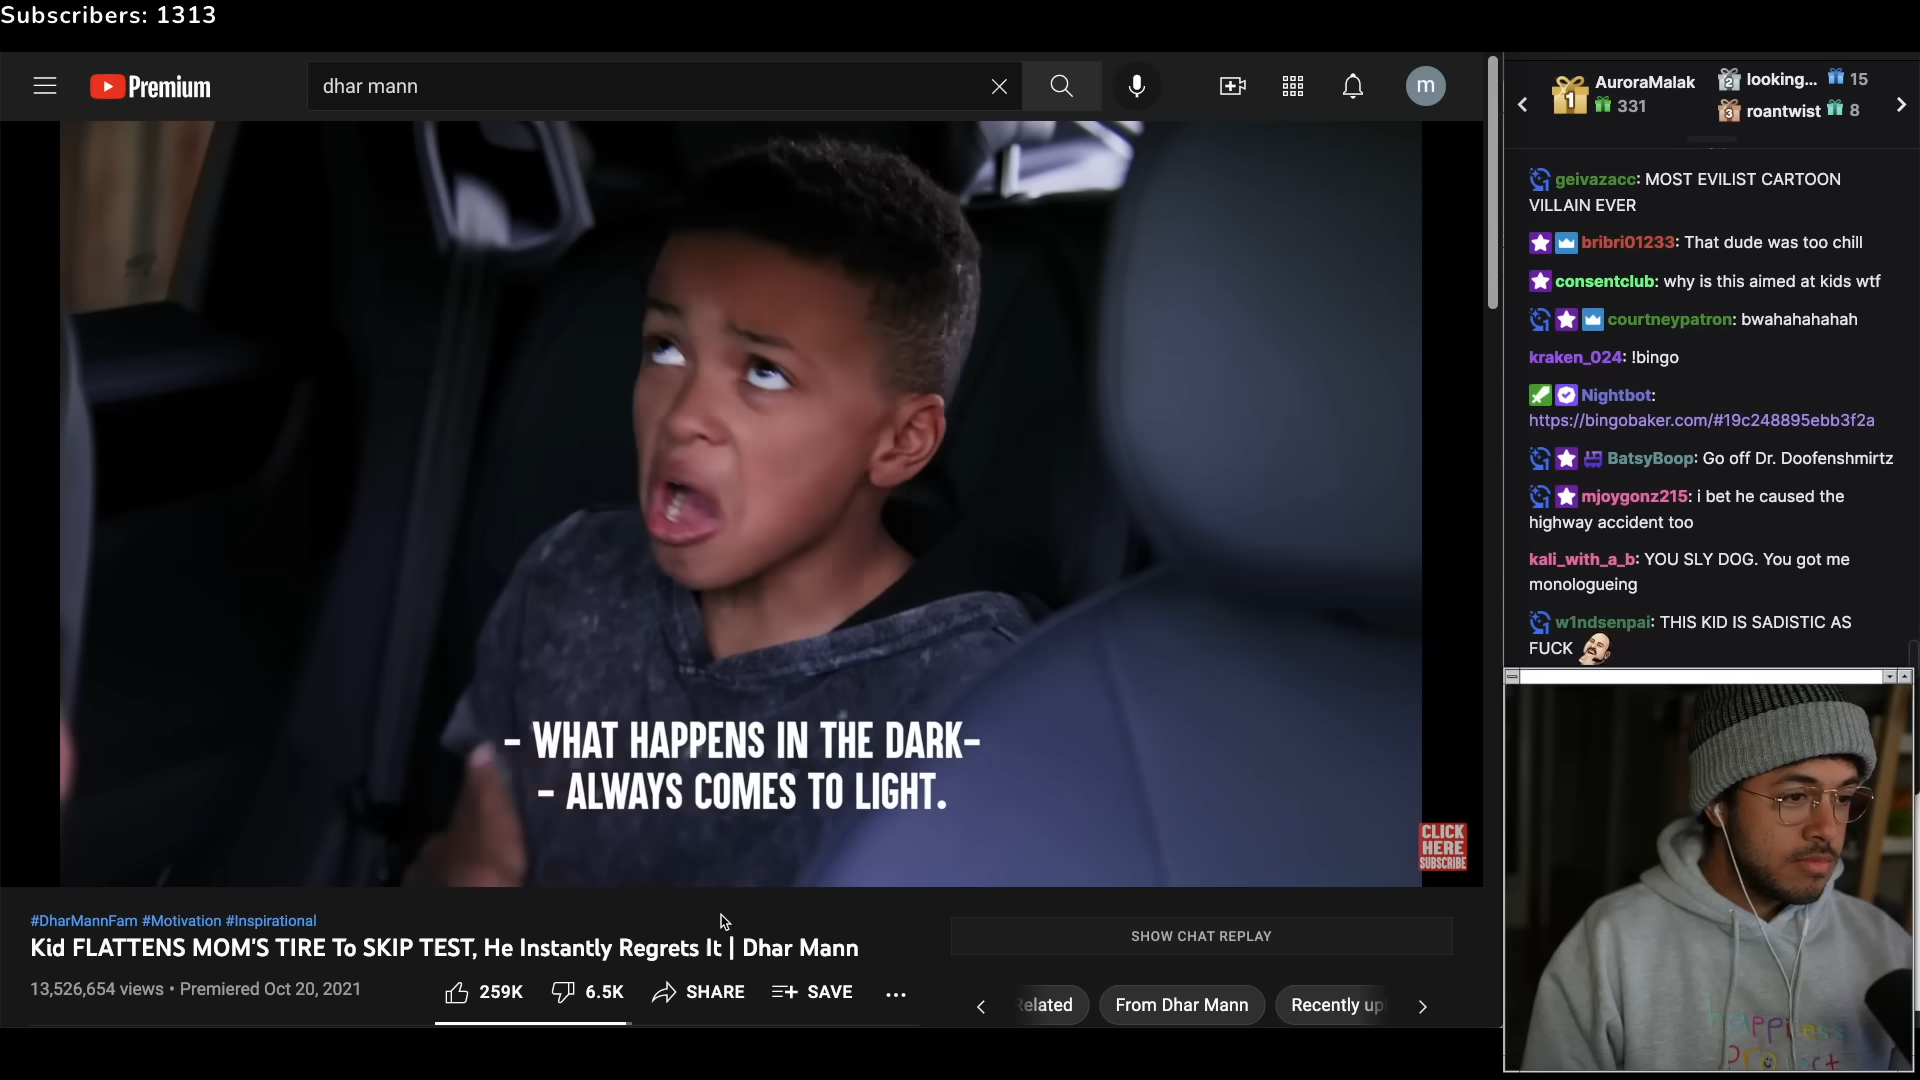 Subscribers: 1313
Premium
dhar mann
m
1
AuroraMalak
331
2
looking...
15
3
roantwist
8
geivazacc: MOST EVILIST CARTOON
VILLAIN EVER
bribri01233: That dude was too chill
consentclub: why is this aimed at kids wtf
courtneypatron: bwahahahahah
kraken_024: !bingo
Nightbot:
https://bingobaker.com/#19c248895ebb3f2a
BatsyBoop: Go off Dr. Doofenshmirtz
mjoygonz215: i bet he caused the
highway accident too
kali_with_a_b: YOU SLY DOG. You got me
monologueing
w1ndsenpai: THIS KID IS SADISTIC AS
FUCK
- WHAT HAPPENS IN THE DARK-
- ALWAYS COMES TO LIGHT.
CLICK
HERE
SUBSCRIBE
#DharMannFam #Motivation #Inspirational
Kid FLATTENS MOM'S TIRE To SKIP TEST, He Instantly Regrets It | Dhar Mann
13,526,654 views • Premiered Oct 20, 2021
259K
6.5K
SHARE
SAVE
SHOW CHAT REPLAY
elated
From Dhar Mann
Recently up
happiness
project